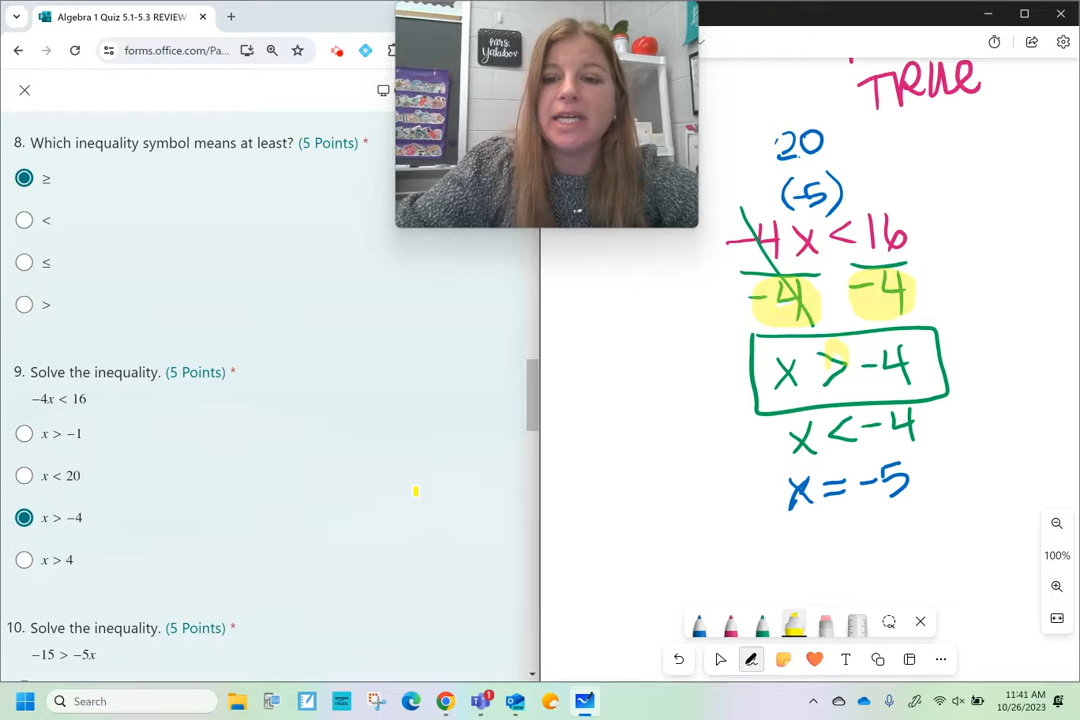 Algebra 1 Quiz 5.1-5.3 REVIEW
forms.office.com/Pa...
8. Which inequality symbol means at least? (5 Points) *
≥
<
≤
>
9. Solve the inequality. (5 Points) *
−4x < 16
x > −1
x < 20
x > −4
x > 4
10. Solve the inequality. (5 Points) *
−15 > −5x
Mrs. Yakubov
TRUE
20
(-5)
-4x < 16
-4 -4
x > -4
x < -4
x = -5
100%
Search
11:41 AM
10/26/2023